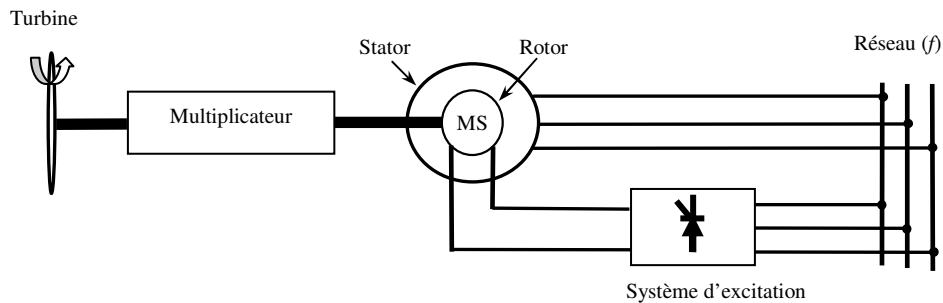 Turbine
Stator
Rotor
Réseau (f)
Multiplicateur
MS
Système d'excitation